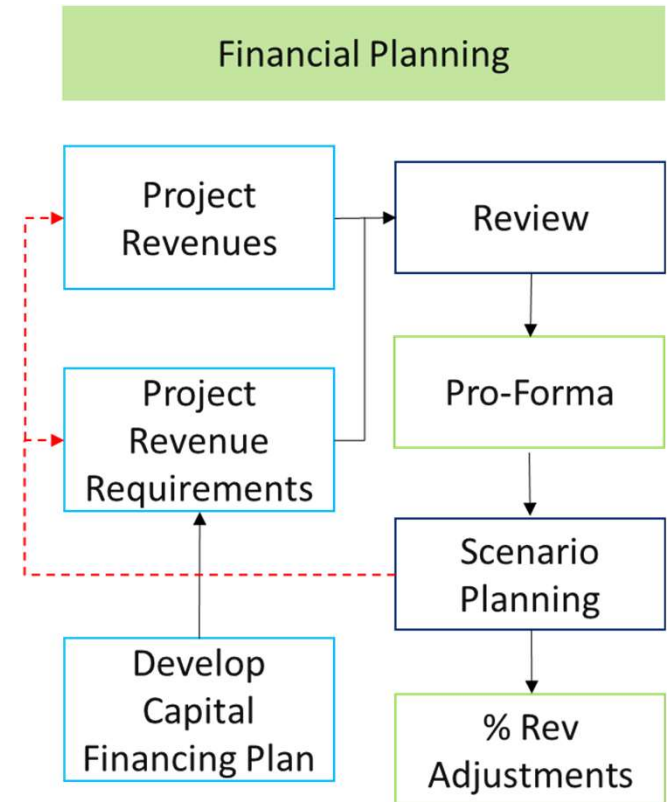 Financial Planning
Project
Revenues
Review
Project
Revenue
Requirements
Pro-Forma
Scenario
Planning
Develop
Capital
Financing Plan
% Rev
Adjustments